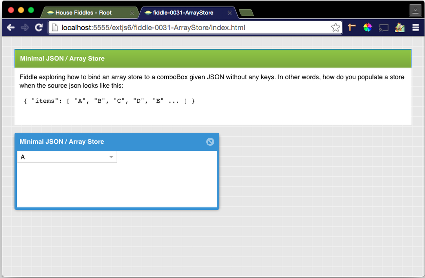 House Fiddles - Root
fiddle-0031-ArrayStore
localhost:5555/extjs6/fiddle-0031-ArrayStore/index.html
Minimal JSON / Array Store
Fiddle exploring how to bind an array store to a comboBox given JSON without any keys. In other words, how do you populate a store
when the source json looks like this:
{ "items": [ "A", "B", "C", "D", "E" ... ] }
Minimal JSON / Array Store
A